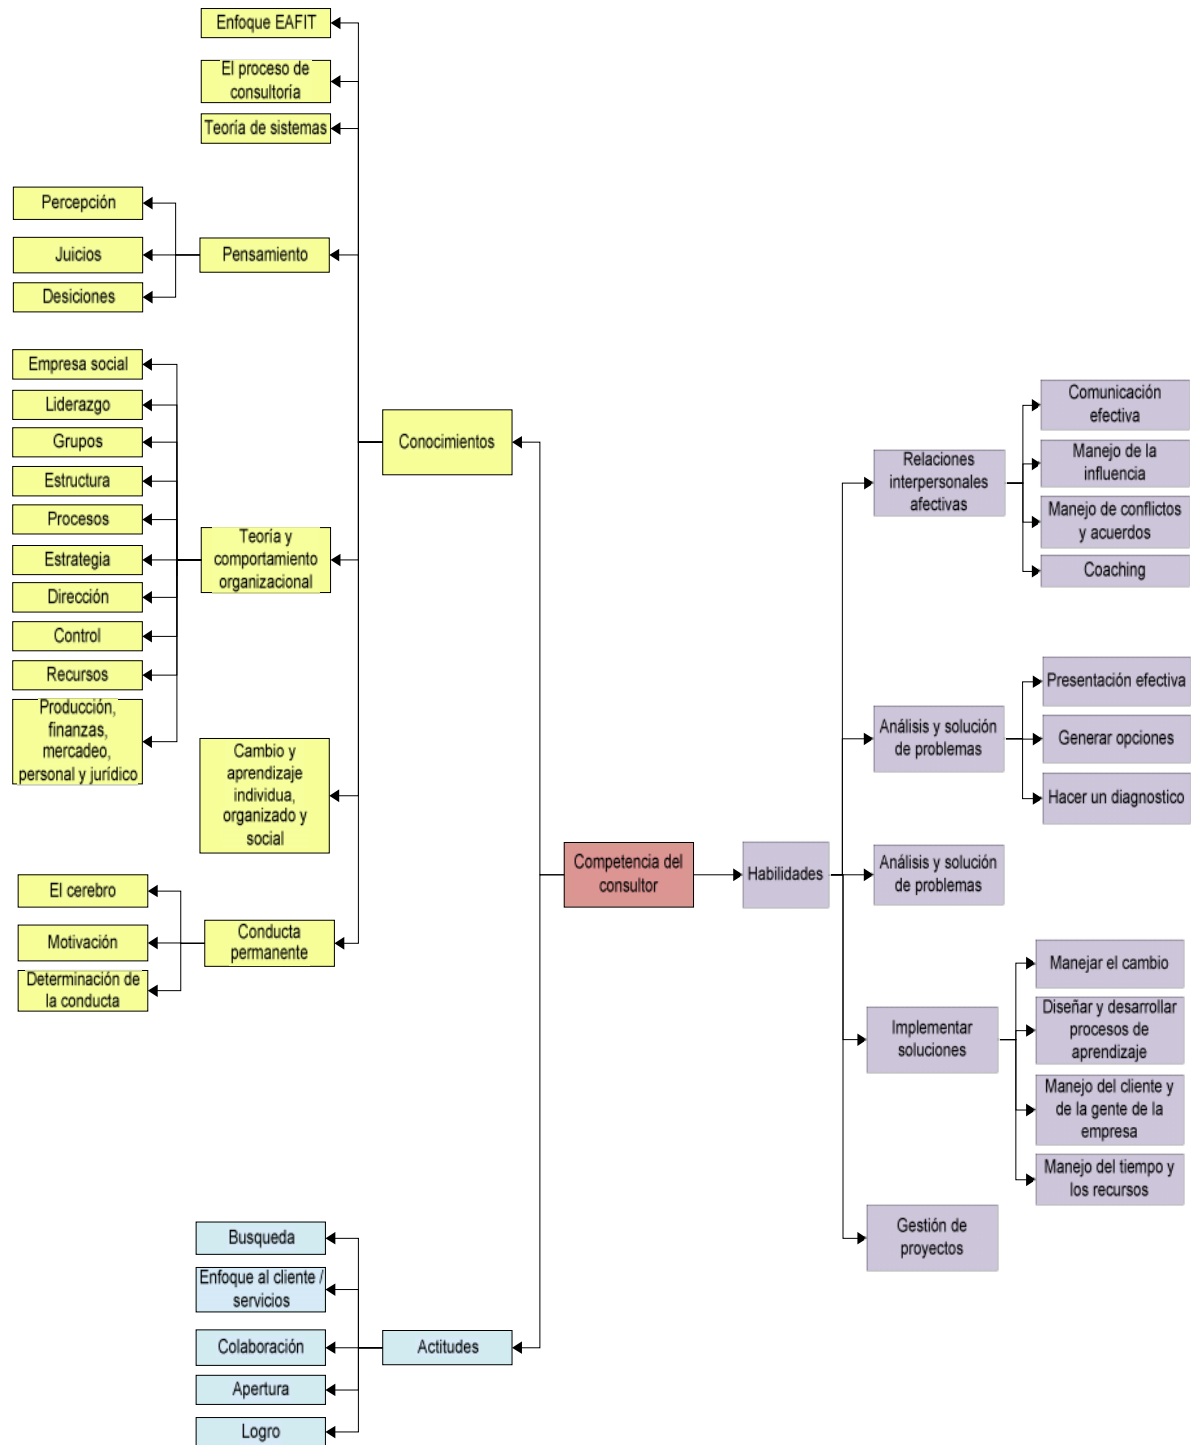 Enfoque EAFIT
El proceso de
consultoría
Teoría de sistemas
Percepción
Juicios
Desiciones
Pensamiento
Empresa social
Liderazgo
Grupos
Estructura
Procesos
Estrategia
Dirección
Control
Recursos
Producción,
finanzas,
mercadeo,
personal y jurídico
Teoría y
comportamiento
organizacional
Conocimientos
Cambio y
aprendizaje
individua,
organizado y
social
El cerebro
Motivación
Determinación de
la conducta
Conducta
permanente
Competencia del
consultor
Habilidades
Relaciones
interpersonales
afectivas
Comunicación
efectiva
Manejo de la
influencia
Manejo de conflictos
y acuerdos
Coaching
Análisis y solución
de problemas
Presentación efectiva
Generar opciones
Hacer un diagnostico
Análisis y solución
de problemas
Implementar
soluciones
Manejar el cambio
Diseñar y desarrollar
procesos de
aprendizaje
Manejo del cliente y
de la gente de la
empresa
Manejo del tiempo y
los recursos
Gestión de
proyectos
Busqueda
Enfoque al cliente /
servicios
Colaboración
Apertura
Logro
Actitudes